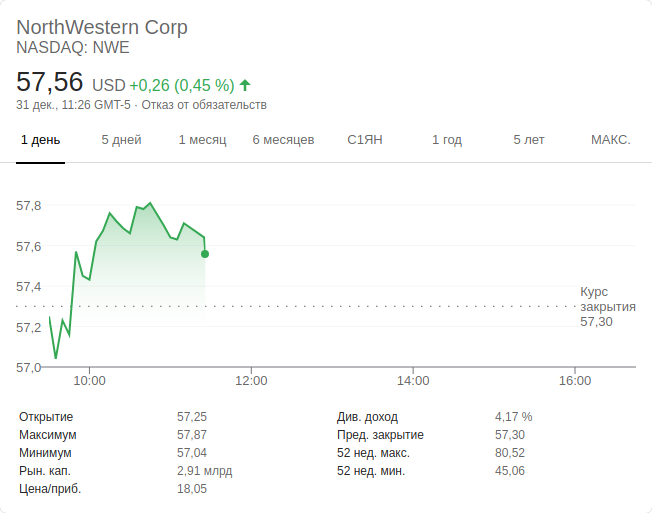 NorthWestern Corp
NASDAQ: NWE
57,56 USD +0,26 (0,45 %)
31 дек., 11:26 GMT-5 · Отказ от обязательств
1 день 5 дней 1 месяц 6 месяцев С1ЯН 1 год 5 лет МАКС.
57,8
57,6
57,4
57,2
57,0
Курс
закрытия
57,30
10:00 12:00 14:00 16:00
Открытие 57,25 Див. доход 4,17 %
Максимум 57,87 Пред. закрытие 57,30
Минимум 57,04 52 нед. макс. 80,52
Рын. кап. 2,91 млрд 52 нед. мин. 45,06
Цена/приб. 18,05